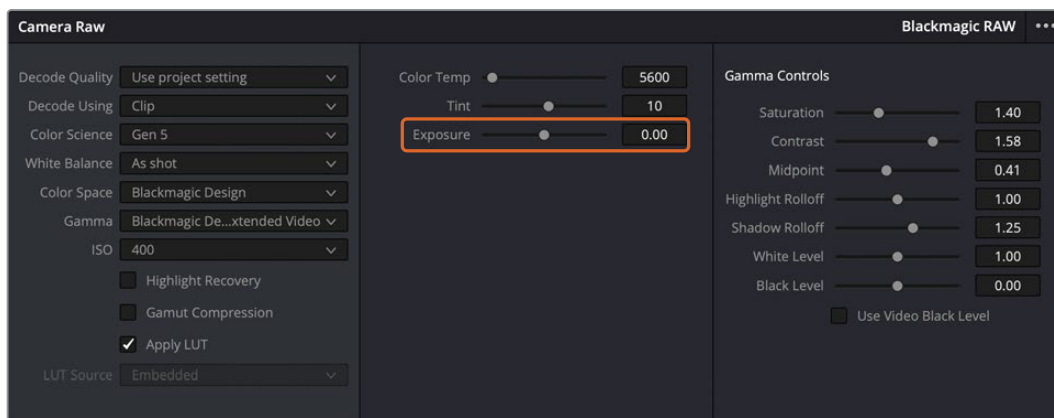 Camera Raw
Blackmagic RAW
Decode Quality Use project setting
Decode Using Clip
Color Science Gen 5
White Balance As shot
Color Space Blackmagic Design
Gamma Blackmagic De...xtended Video
ISO 400
Highlight Recovery
Gamut Compression
Apply LUT
LUT Source Embedded
Color Temp 5600
Tint 10
Exposure 0.00
Gamma Controls
Saturation 1.40
Contrast 1.58
Midpoint 0.41
Highlight Rolloff 1.00
Shadow Rolloff 1.25
White Level 1.00
Black Level 0.00
Use Video Black Level